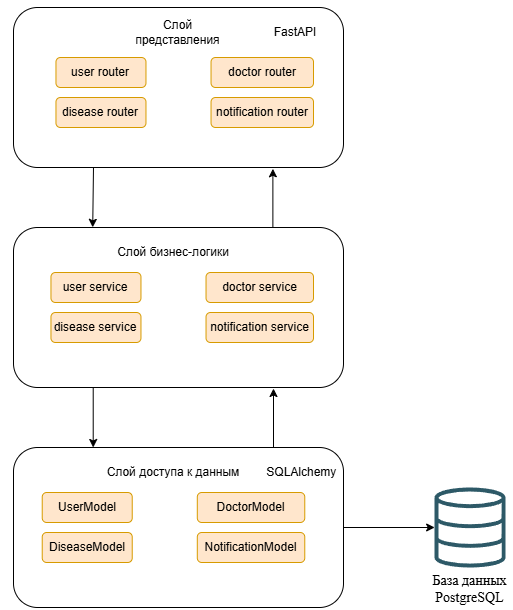 Слой
представления
FastAPI
user router
doctor router
disease router
notification router
Слой бизнес-логики
user service
doctor service
disease service
notification service
Слой доступа к данным
SQLAlchemy
UserModel
DoctorModel
DiseaseModel
NotificationModel
База данных
PostgreSQL